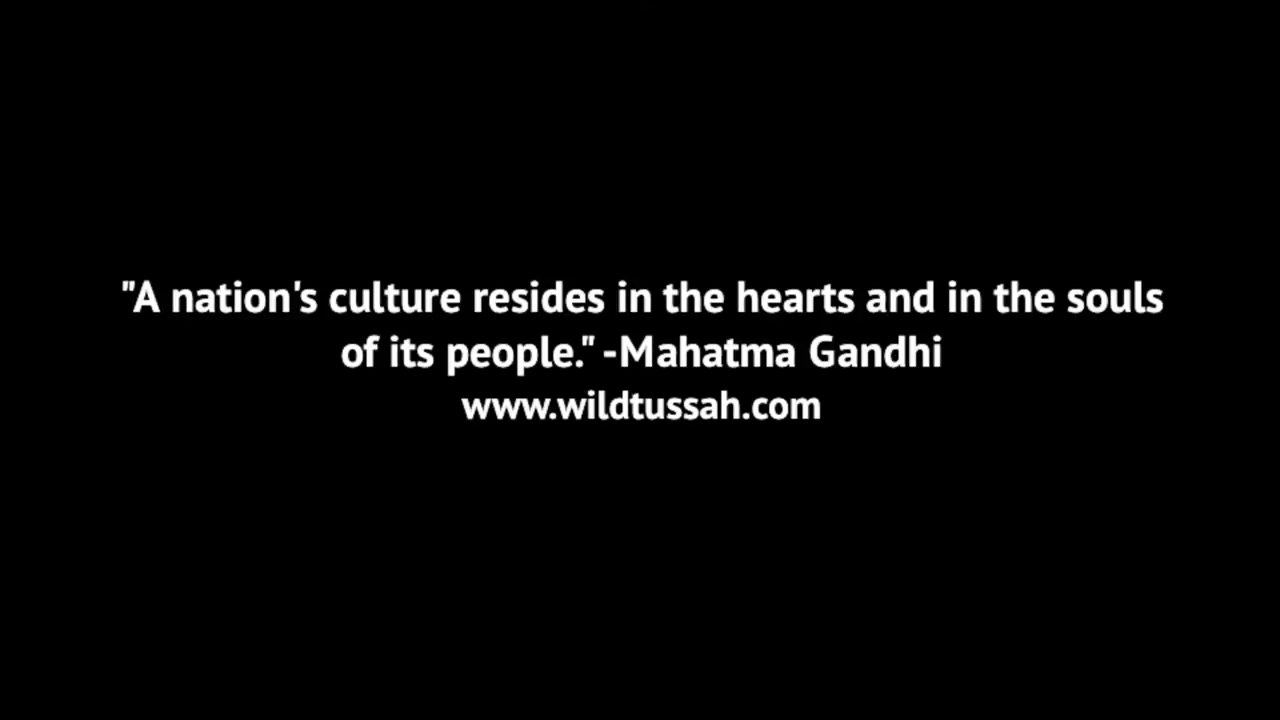 "A nation's culture resides in the hearts and in the souls
of its people." -Mahatma Gandhi
www.wildtussah.com